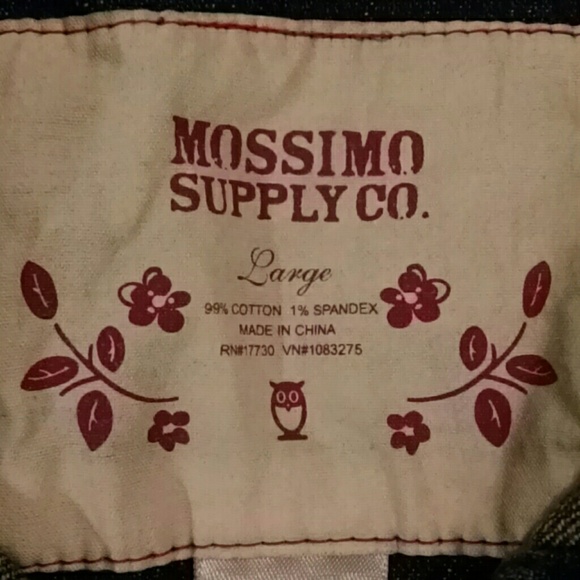 MOSSIMO
SUPPLY CO.
Large
99% COTTON 1% SPANDEX
MADE IN CHINA
RN#17730 VN#1083275